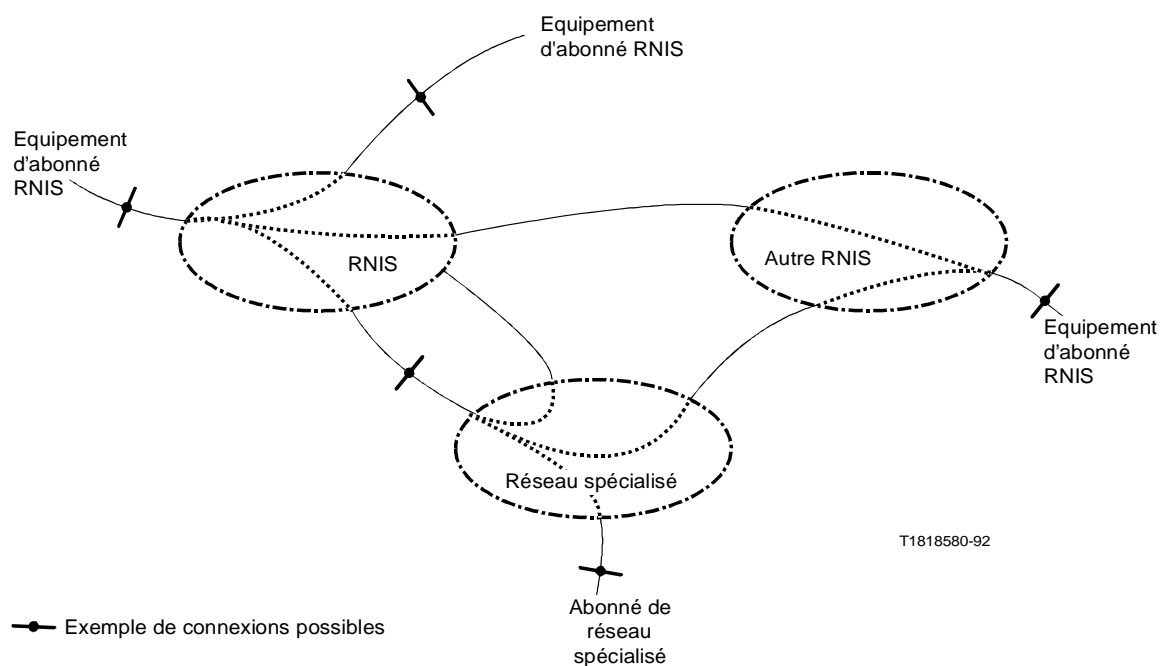 Equipement
d'abonné RNIS
Equipement
d'abonné
RNIS
RNIS
Autre RNIS
Equipement
d'abonné
RNIS
Réseau spécialisé
T1818580-92
Abonné de
réseau
spécialisé
Exemple de connexions possibles